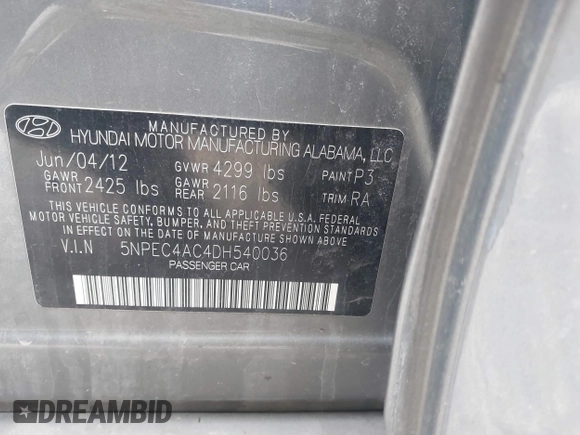 MANUFACTURED BY
HYUNDAI MOTOR MANUFACTURING ALABAMA, LLC
Jun/04/12 GVWR 4299 lbs PAINT P3
GAWR FRONT 2425 lbs GAWR REAR 2116 lbs TRIM RA
THIS VEHICLE CONFORMS TO ALL APPLICABLE U.S.A. FEDERAL
MOTOR VEHICLE SAFETY, BUMPER, AND THEFT PREVENTION STANDARDS
IN EFFECT ON THE DATE OF MANUFACTURE SHOWN ABOVE.
V.I.N 5NPEC4AC4DH540036
PASSENGER CAR
DREAMBID